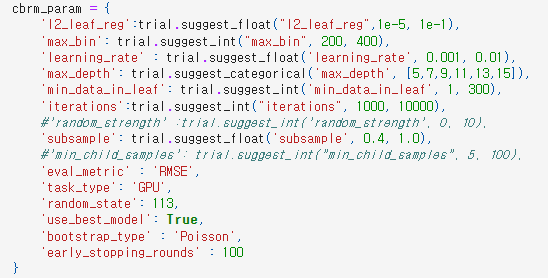 cbrm_param = {
'l2_leaf_reg':trial.suggest_float("l2_leaf_reg",1e-5, 1e-1),
'max_bin': trial.suggest_int("max_bin", 200, 400),
'learning_rate' : trial.suggest_float('learning_rate', 0.001, 0.01),
'max_depth': trial.suggest_categorical('max_depth', [5,7,9,11,13,15]),
'min_data_in_leaf': trial.suggest_int('min_data_in_leaf', 1, 300),
'iterations':trial.suggest_int("iterations", 1000, 10000),
#'random_strength' :trial.suggest_int('random_strength', 0, 10),
'subsample': trial.suggest_float('subsample', 0.4, 1.0),
#'min_child_samples': trial.suggest_int("min_child_samples", 5, 100),
'eval_metric' : 'RMSE',
'task_type': 'GPU',
'random_state': 113,
'use_best_model': True,
'bootstrap_type' : 'Poisson',
'early_stopping_rounds' : 100
}